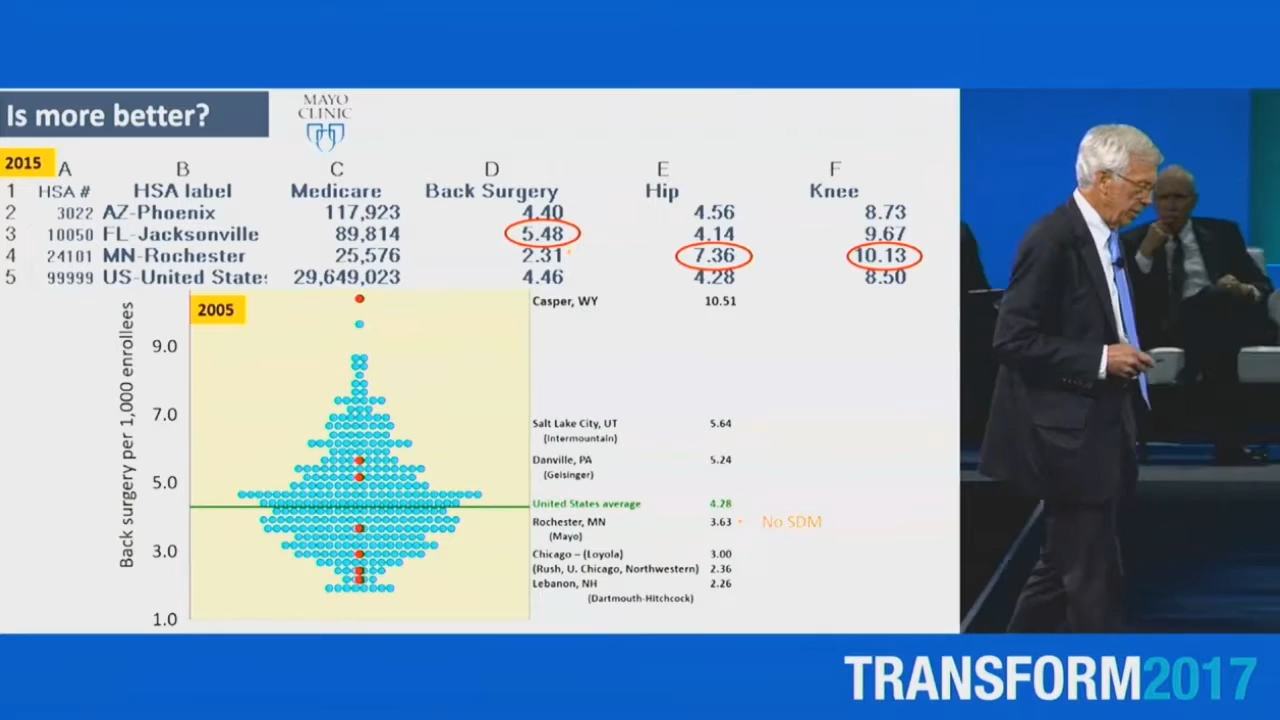 Is more better?
MAYO
CLINIC
2015
A B C D E F
1 HSA # HSA label Medicare Back Surgery Hip Knee
2 3022 AZ-Phoenix 117,923 4.40 4.56 8.73
3 10050 FL-Jacksonville 89,814 5.48 4.14 9.67
4 24101 MN-Rochester 25,576 2.31 7.36 10.13
5 99999 US-United State: 29,649,023 4.46 4.28 8.50
2005
Back surgery per 1,000 enrollees
9.0
7.0
5.0
3.0
1.0
Casper, WY 10.51
Salt Lake City, UT 5.64
(Intermountain)
Danville, PA 5.24
(Geisinger)
United States average 4.28
Rochester, MN 3.63 No SDM
(Mayo)
Chicago – (Loyola) 3.00
(Rush, U. Chicago, Northwestern) 2.36
Lebanon, NH 2.26
(Dartmouth-Hitchcock)
TRANSFORM2017